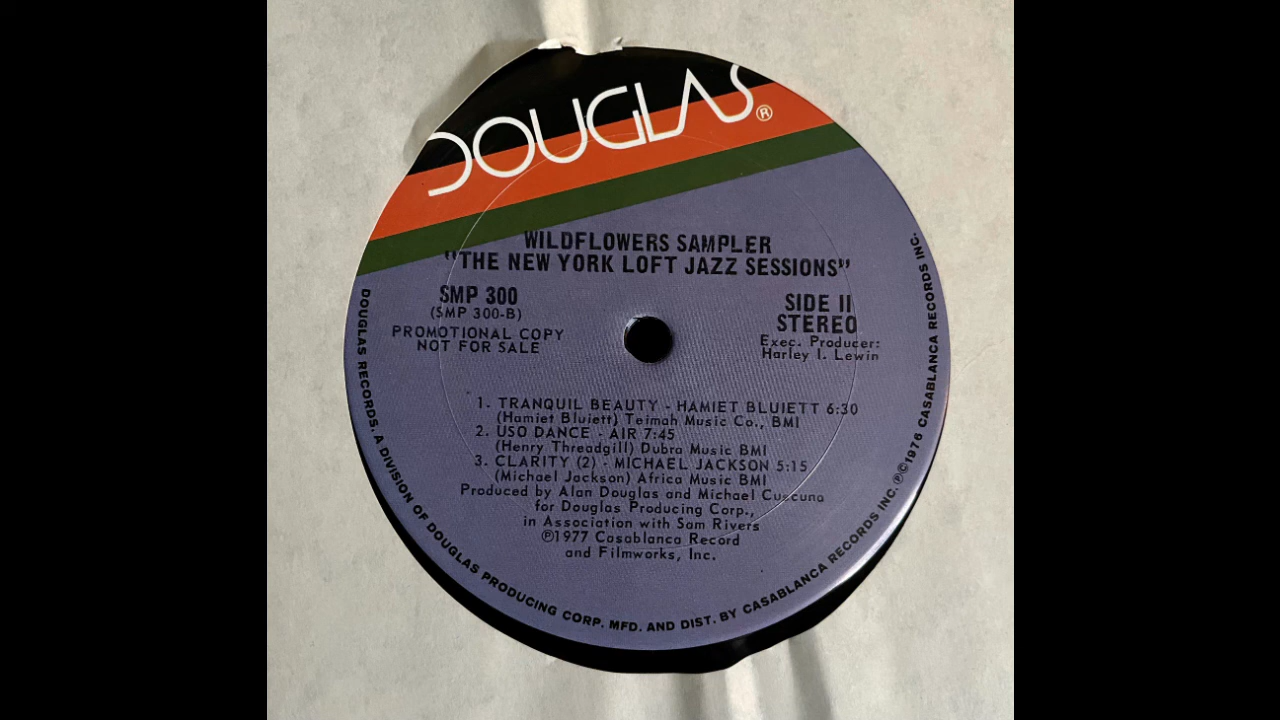 DOUGLAS®
WILDFLOWERS SAMPLER
"THE NEW YORK LOFT JAZZ SESSIONS"
SMP 300
(SMP 300-B)
PROMOTIONAL COPY
NOT FOR SALE
SIDE II
STEREO
Exec. Producer:
Harley I. Lewin
1. TRANQUIL BEAUTY - HAMIET BLUIETT 6:30
(Hamiet Bluiett) Teimah Music Co., BMI
2. USO DANCE - AIR 7:45
(Henry Threadgill) Dubra Music BMI
3. CLARITY (2) - MICHAEL JACKSON 5:15
(Michael Jackson) Africa Music BMI
Produced by Alan Douglas and Michael Cuscuna
for Douglas Producing Corp.,
in Association with Sam Rivers
℗1977 Casablanca Record
and Filmworks, Inc.
DOUGLAS RECORDS. A DIVISION OF DOUGLAS PRODUCING CORP. MFD. AND DIST. BY CASABLANCA RECORDS INC. ℗©1976 CASABLANCA RECORDS INC.